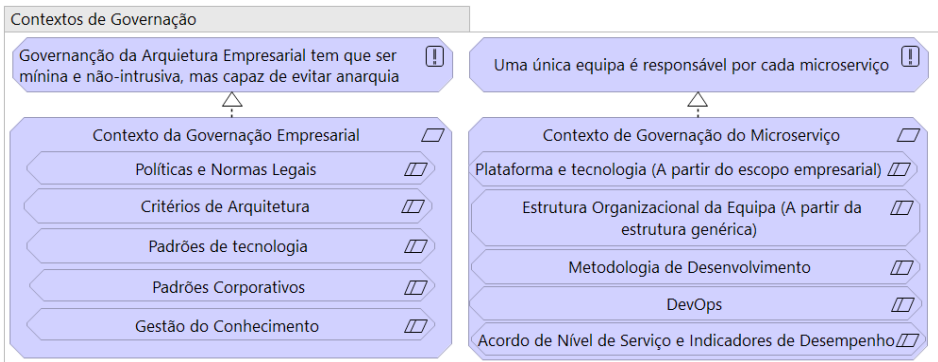 Contextos de Governação
Governanção da Arquietura Empresarial tem que ser
mínina e não-intrusiva, mas capaz de evitar anarquia
Uma única equipa é responsável por cada microserviço
Contexto da Governação Empresarial
Políticas e Normas Legais
Critérios de Arquitetura
Padrões de tecnologia
Padrões Corporativos
Gestão do Conhecimento
Contexto de Governação do Microserviço
Plataforma e tecnologia (A partir do escopo empresarial)
Estrutura Organizacional da Equipa (A partir da
estrutura genérica)
Metodologia de Desenvolvimento
DevOps
Acordo de Nível de Serviço e Indicadores de Desempenho